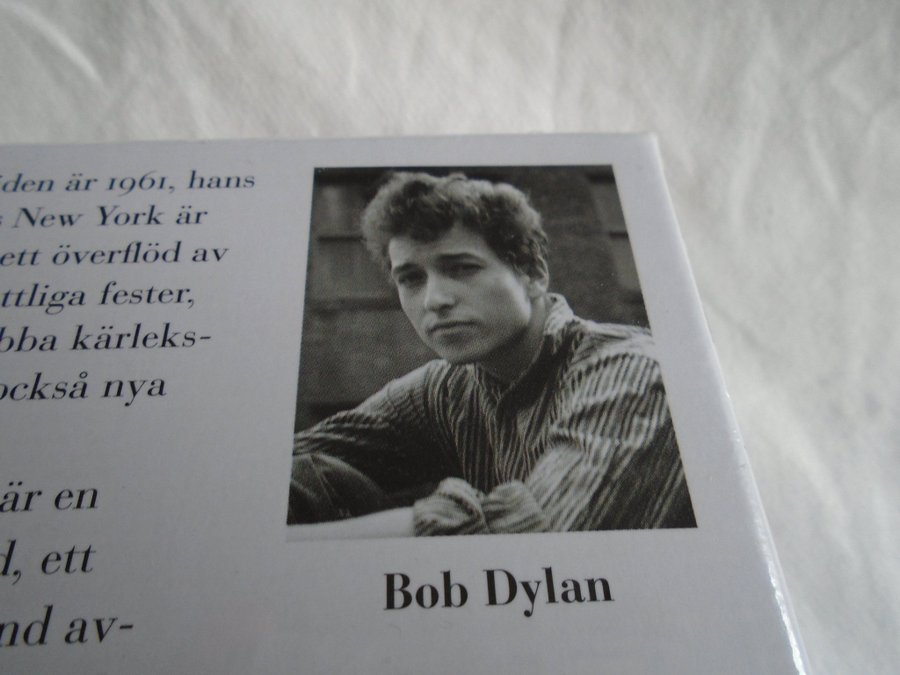 den är 1961, hans
New York är
ett överflöd av
ttliga fester,
bba kärleks-
också nya
är en
d, ett
nd av-
Bob Dylan